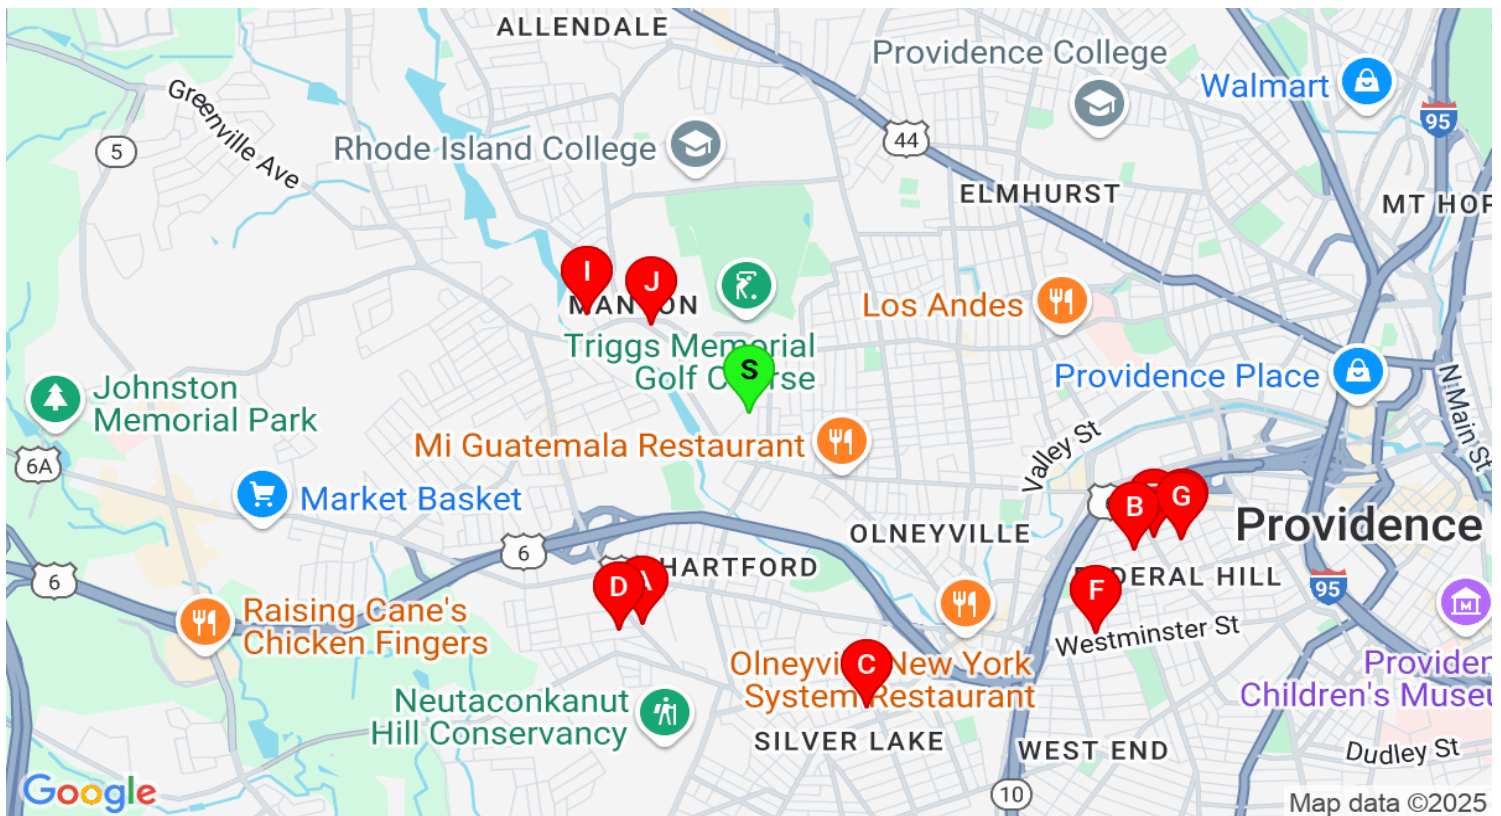 ALLENDALE
Providence College
Walmart
95
Greenville Ave
5
Rhode Island College
44
ELMHURST
MT HOP
I
J
MANTON
Los Andes
Triggs Memorial
Golf Course
S
Providence Place
N Main St
Johnston
Memorial Park
6A
Mi Guatemala Restaurant
Valley St
Market Basket
B
G
OLNEYVILLE
Providence
6
6
HARTFORD
D
A
FEDERAL HILL
F
95
Raising Cane's
Chicken Fingers
Westminster St
Olneyville New York
System Restaurant
C
Providen
Children's Museu
Neutaconkanut
Hill Conservancy
SILVER LAKE
WEST END
Dudley St
10
Google
Map data ©2025